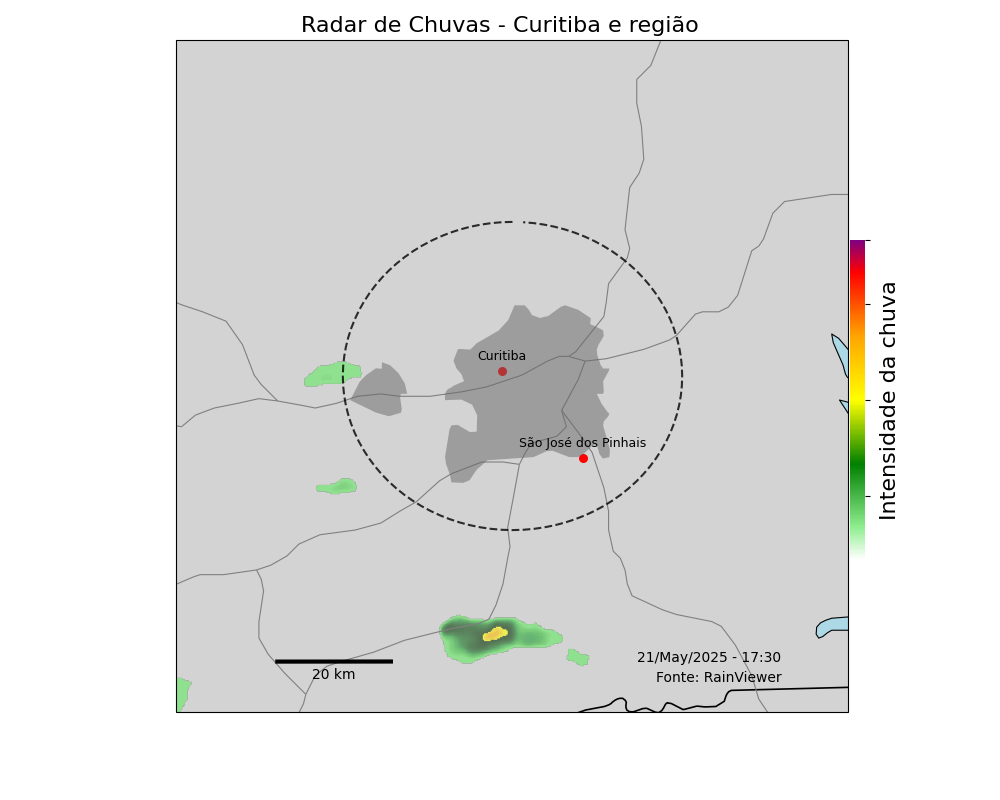 Radar de Chuvas - Curitiba e região
Curitiba
São José dos Pinhais
Intensidade da chuva
21/May/2025 - 17:30
20 km
Fonte: RainViewer